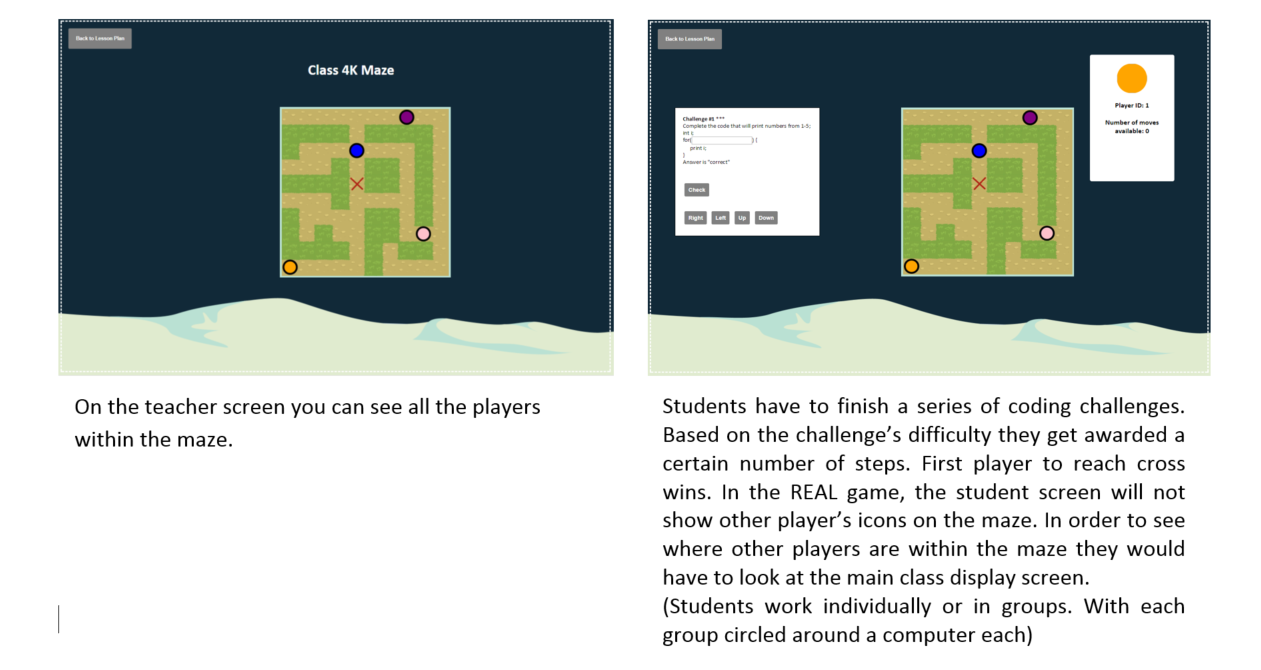 Back to Lesson Plan
Class 4K Maze
On the teacher screen you can see all the players
within the maze.
Back to Lesson Plan
Challenge #1 ***
Complete the code that will print numbers from 1-5:
int i;
for( ) {
print i;
}
Answer is "correct"
Check
Right Left Up Down
Player ID: 1
Number of moves
available: 0
Students have to finish a series of coding challenges.
Based on the challenge’s difficulty they get awarded a
certain number of steps. First player to reach cross
wins. In the REAL game, the student screen will not
show other player’s icons on the maze. In order to see
where other players are within the maze they would
have to look at the main class display screen.
(Students work individually or in groups. With each
group circled around a computer each)